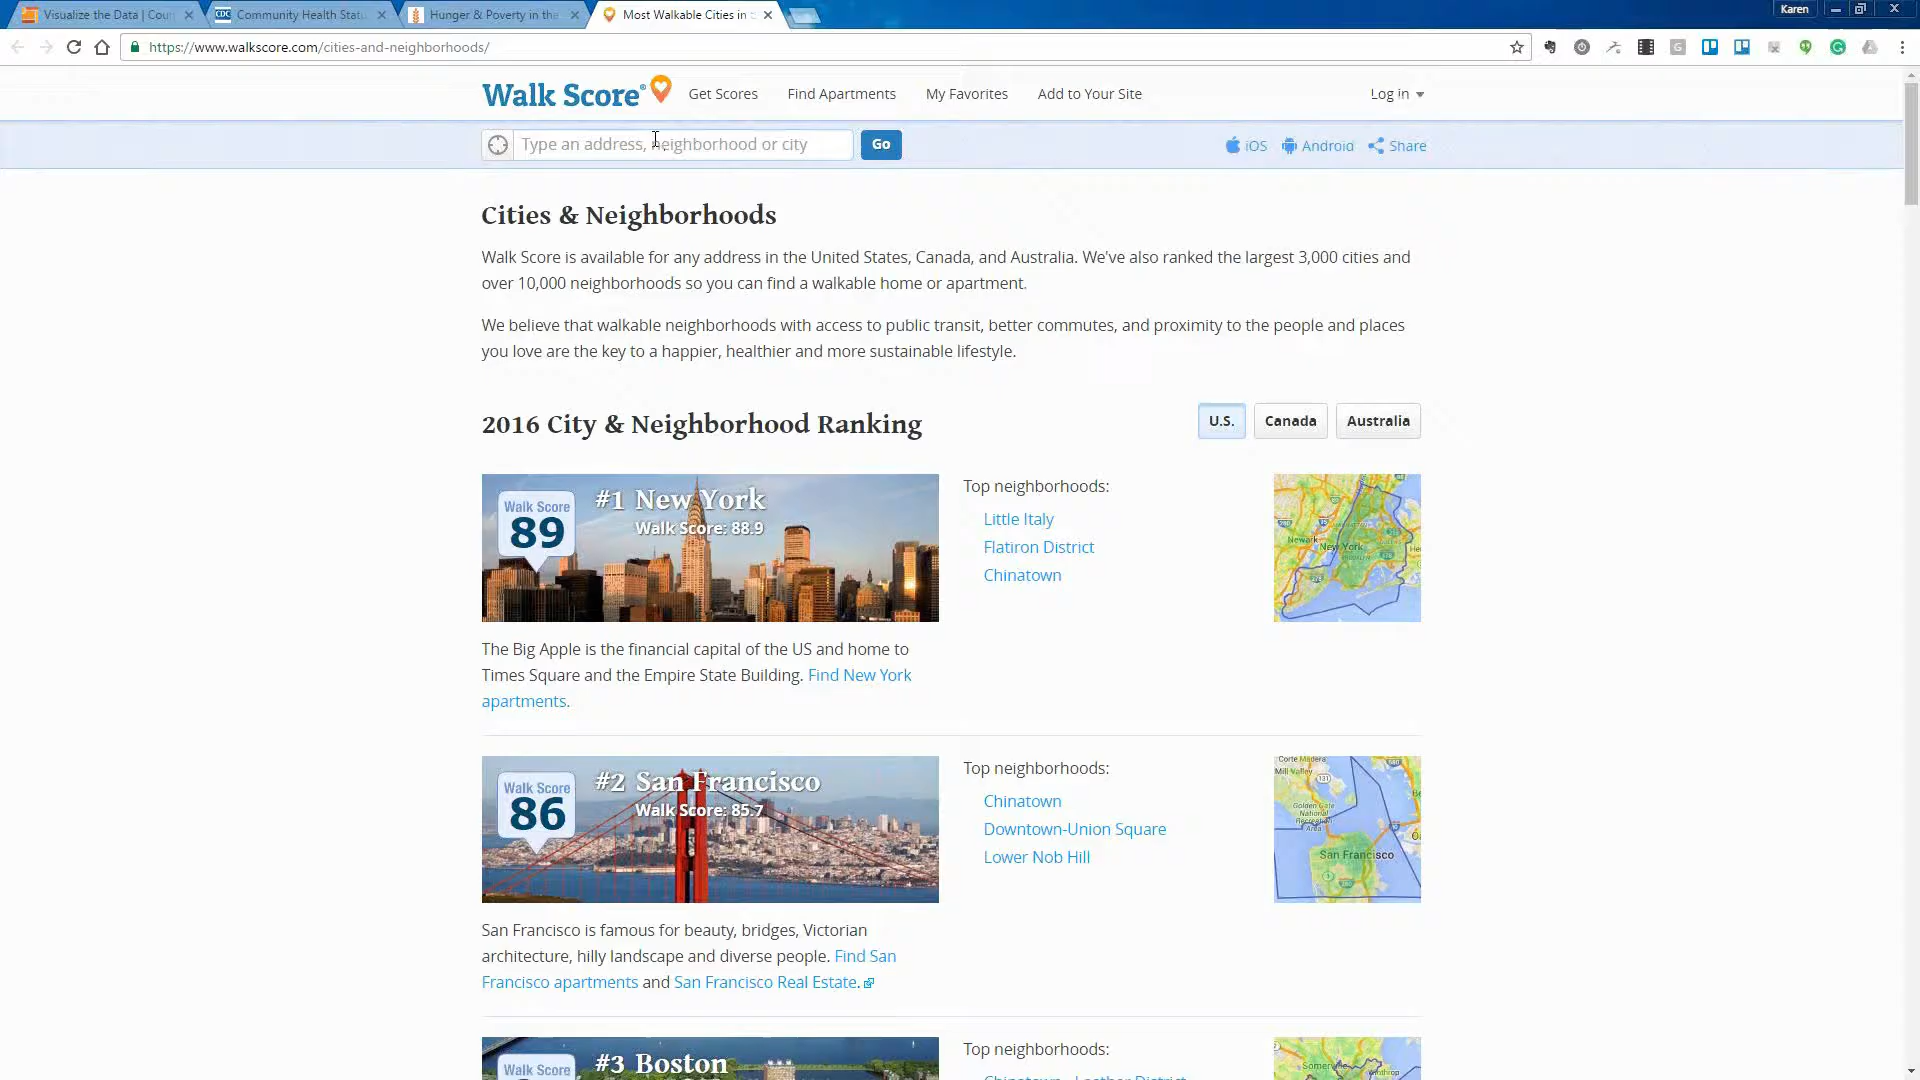 Visualize the Data | Coun
Community Health Statu
Hunger & Poverty in the
Most Walkable Cities in
Karen
https://www.walkscore.com/cities-and-neighborhoods/
Walk Score
Get Scores
Find Apartments
My Favorites
Add to Your Site
Log in
Type an address, neighborhood or city
Go
iOS
Android
Share
Cities & Neighborhoods
Walk Score is available for any address in the United States, Canada, and Australia. We've also ranked the largest 3,000 cities and
over 10,000 neighborhoods so you can find a walkable home or apartment.
We believe that walkable neighborhoods with access to public transit, better commutes, and proximity to the people and places
you love are the key to a happier, healthier and more sustainable lifestyle.
2016 City & Neighborhood Ranking
U.S.
Canada
Australia
Walk Score
89
#1 New York
Walk Score: 88.9
Top neighborhoods:
Little Italy
Flatiron District
Chinatown
Newark
New York
The Big Apple is the financial capital of the US and home to
Times Square and the Empire State Building. Find New York
apartments.
Walk Score
86
#2 San Francisco
Walk Score: 85.7
Top neighborhoods:
Chinatown
Downtown-Union Square
Lower Nob Hill
Corte Madera
Mill Valley
Golden Gate
National
Recreation
Area
San Francisco
San Francisco is famous for beauty, bridges, Victorian
architecture, hilly landscape and diverse people. Find San
Francisco apartments and San Francisco Real Estate.
Walk Score
#3 Boston
Top neighborhoods: